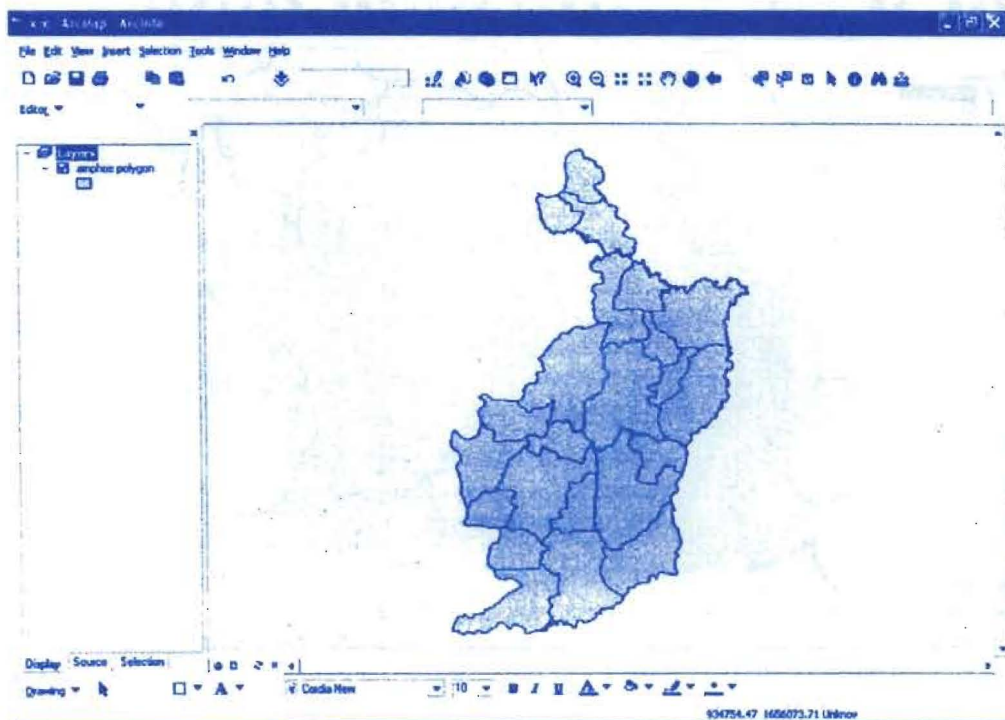 ArcMap ArcInfo
File Edit View Insert Selection Tools Window Help
Editor
Layers
amphoe polygon
Display Source Selection
Drawing A Cordia New 10 B I U A
934754.47 1656073.71 Unknow